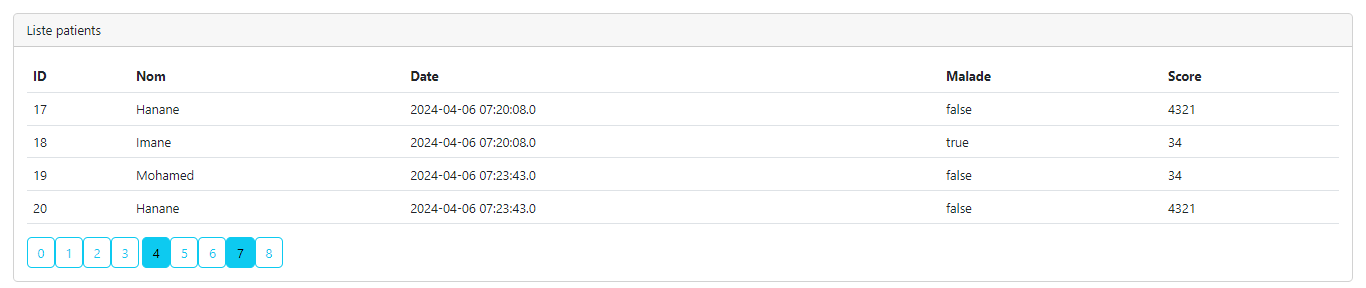 Liste patients
ID Nom Date Malade Score
17 Hanane 2024-04-06 07:20:08.0 false 4321
18 Imane 2024-04-06 07:20:08.0 true 34
19 Mohamed 2024-04-06 07:23:43.0 false 34
20 Hanane 2024-04-06 07:23:43.0 false 4321
0 1 2 3 4 5 6 7 8